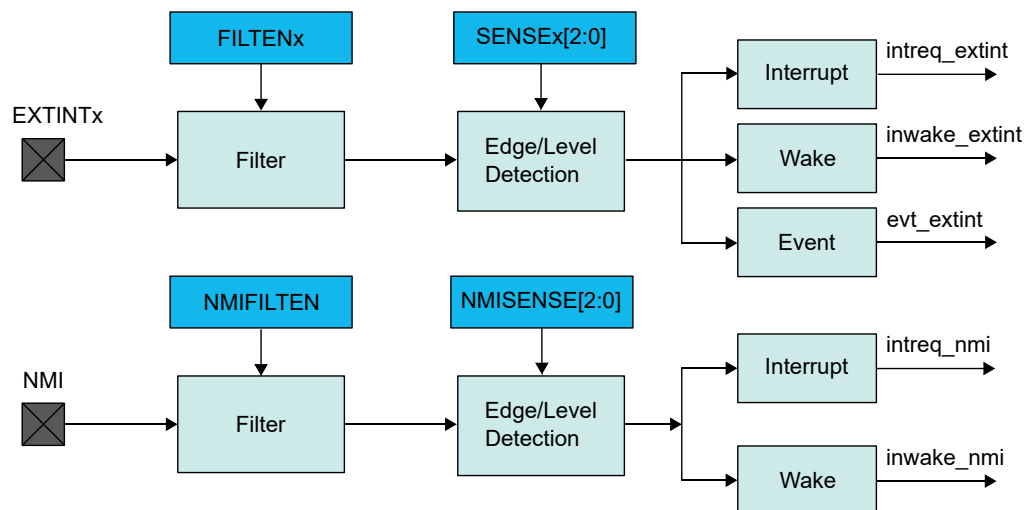 FILTENx
SENSEx[2:0]
EXTINTx
Filter
Edge/Level
Detection
Interrupt
intreq_extint
Wake
inwake_extint
Event
evt_extint
NMIFILTEN
NMISENSE[2:0]
NMI
Filter
Edge/Level
Detection
Interrupt
intreq_nmi
Wake
inwake_nmi